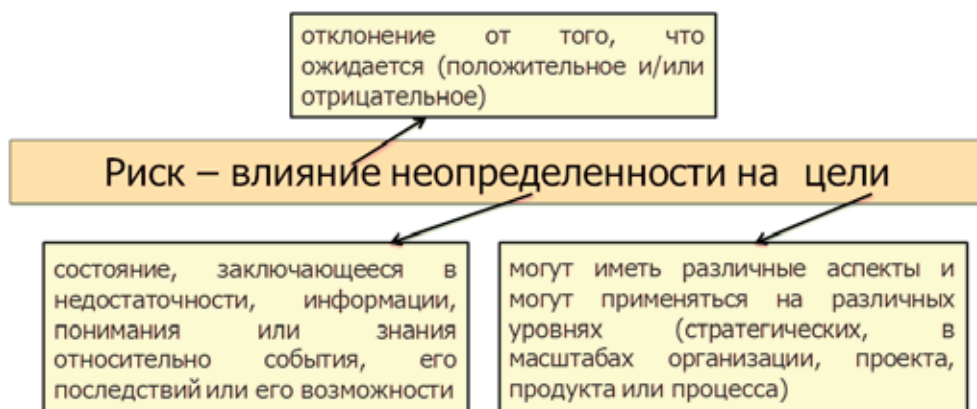 отклонение от того, что
ожидается (положительное и/или
отрицательное)
Риск – влияние неопределенности на цели
состояние, заключающееся в
недостаточности, информации,
понимания или знания
относительно события, его
последствий или его возможности
могут иметь различные аспекты и
могут применяться на различных
уровнях (стратегических, в
масштабах организации, проекта,
продукта или процесса)